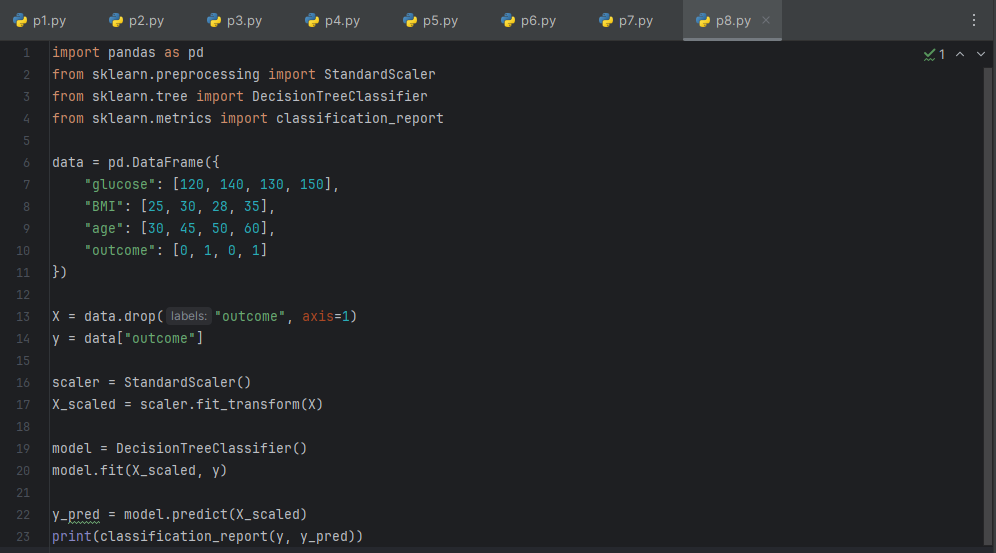 p1.py p2.py p3.py p4.py p5.py p6.py p7.py p8.py
1 import pandas as pd
2 from sklearn.preprocessing import StandardScaler
3 from sklearn.tree import DecisionTreeClassifier
4 from sklearn.metrics import classification_report
5
6 data = pd.DataFrame({
7     "glucose": [120, 140, 130, 150],
8     "BMI": [25, 30, 28, 35],
9     "age": [30, 45, 50, 60],
10     "outcome": [0, 1, 0, 1]
11 })
12
13 X = data.drop( labels: "outcome", axis=1)
14 y = data["outcome"]
15
16 scaler = StandardScaler()
17 X_scaled = scaler.fit_transform(X)
18
19 model = DecisionTreeClassifier()
20 model.fit(X_scaled, y)
21
22 y_pred = model.predict(X_scaled)
23 print(classification_report(y, y_pred))
1